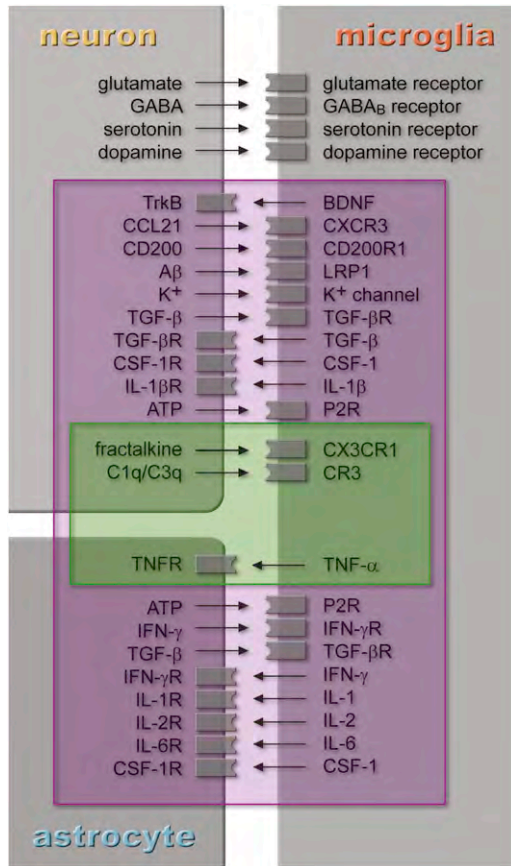 neuron microglia
glutamate glutamate receptor
GABA GABAB receptor
serotonin serotonin receptor
dopamine dopamine receptor
TrkB BDNF
CCL21 CXCR3
CD200 CD200R1
Aβ LRP1
K+ K+ channel
TGF-β TGF-βR
TGF-βR TGF-β
CSF-1R CSF-1
IL-1βR IL-1β
ATP P2R
fractalkine CX3CR1
C1q/C3q CR3
TNFR TNF-α
ATP P2R
IFN-γ IFN-γR
TGF-β TGF-βR
IFN-γR IFN-γ
IL-1R IL-1
IL-2R IL-2
IL-6R IL-6
CSF-1R CSF-1
astrocyte